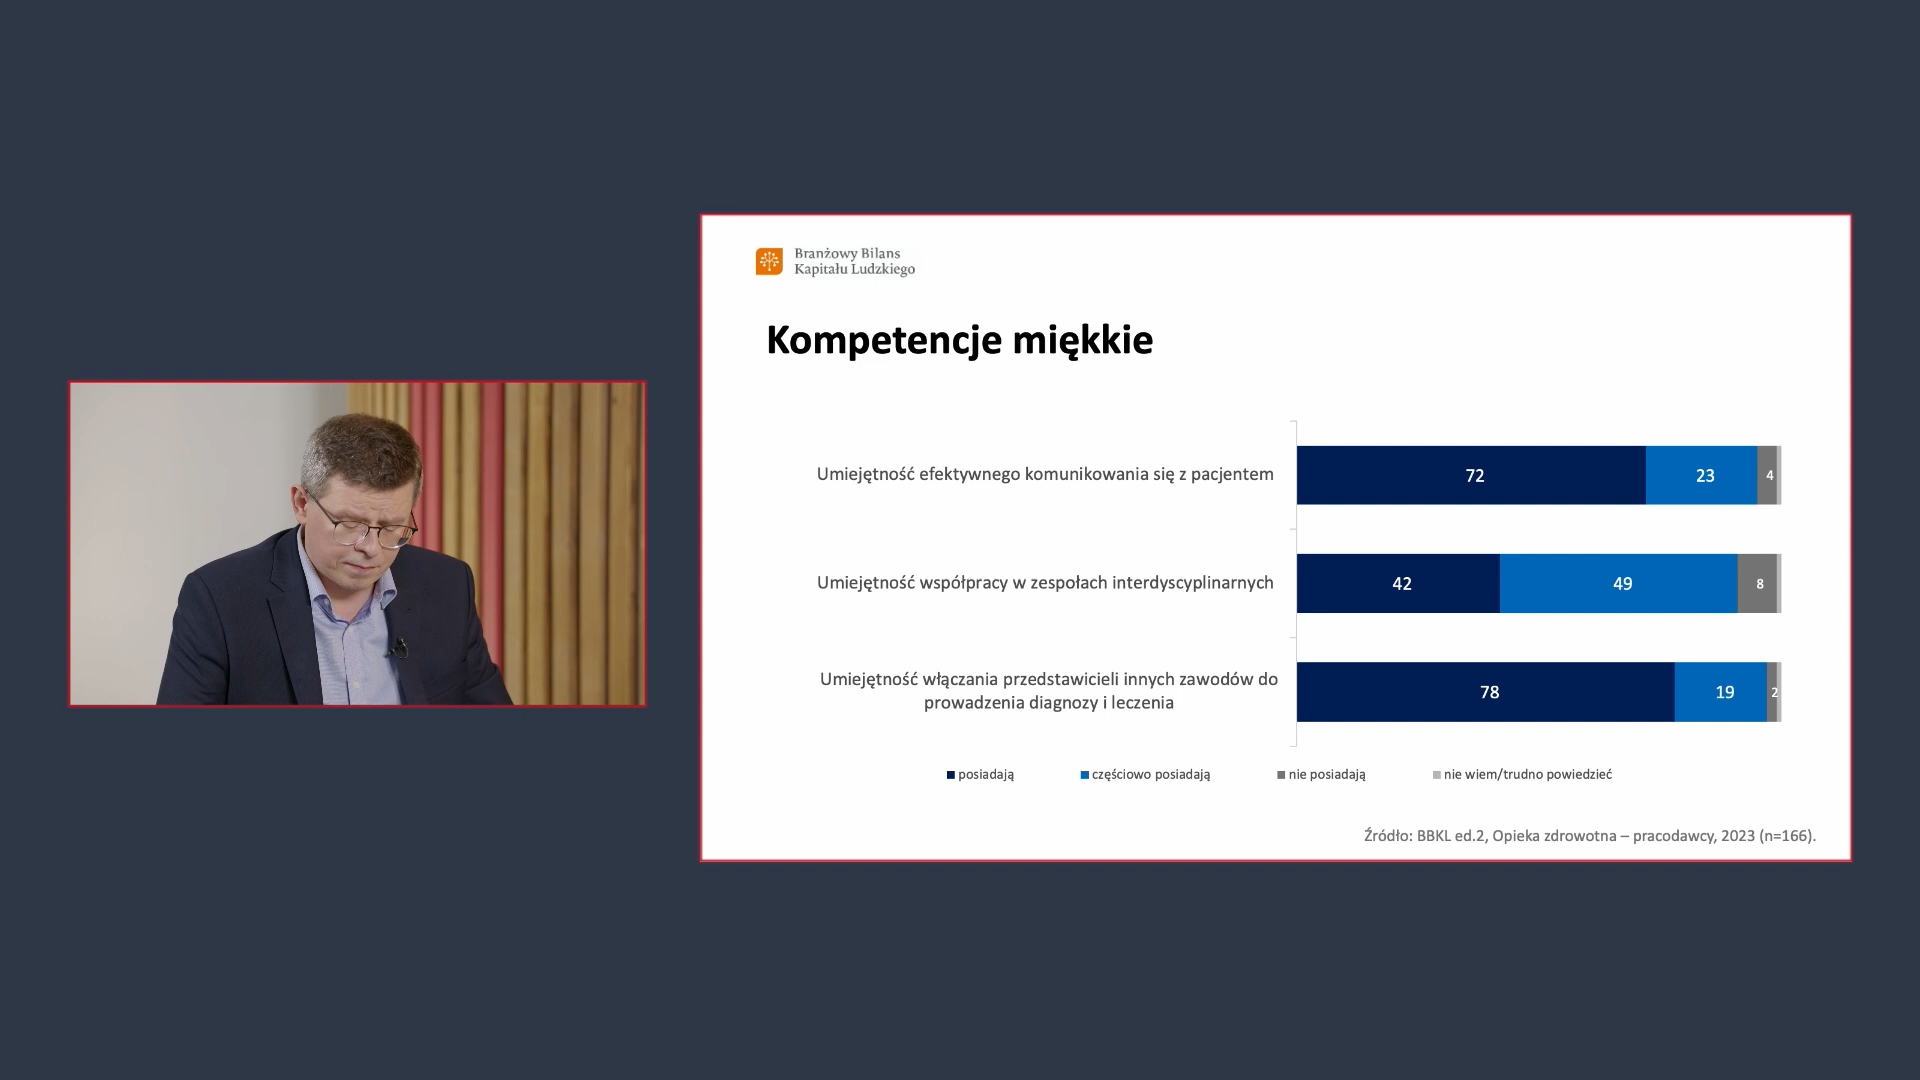 Branżowy Bilans
Kapitału Ludzkiego
Kompetencje miękkie
Umiejętność efektywnego komunikowania się z pacjentem
72 23 4
Umiejętność współpracy w zespołach interdyscyplinarnych
42 49 8
Umiejętność włączania przedstawicieli innych zawodów do
prowadzenia diagnozy i leczenia
78 19 2
posiadają częściowo posiadają nie posiadają nie wiem/trudno powiedzieć
Źródło: BBKL ed.2, Opieka zdrowotna – pracodawcy, 2023 (n=166).